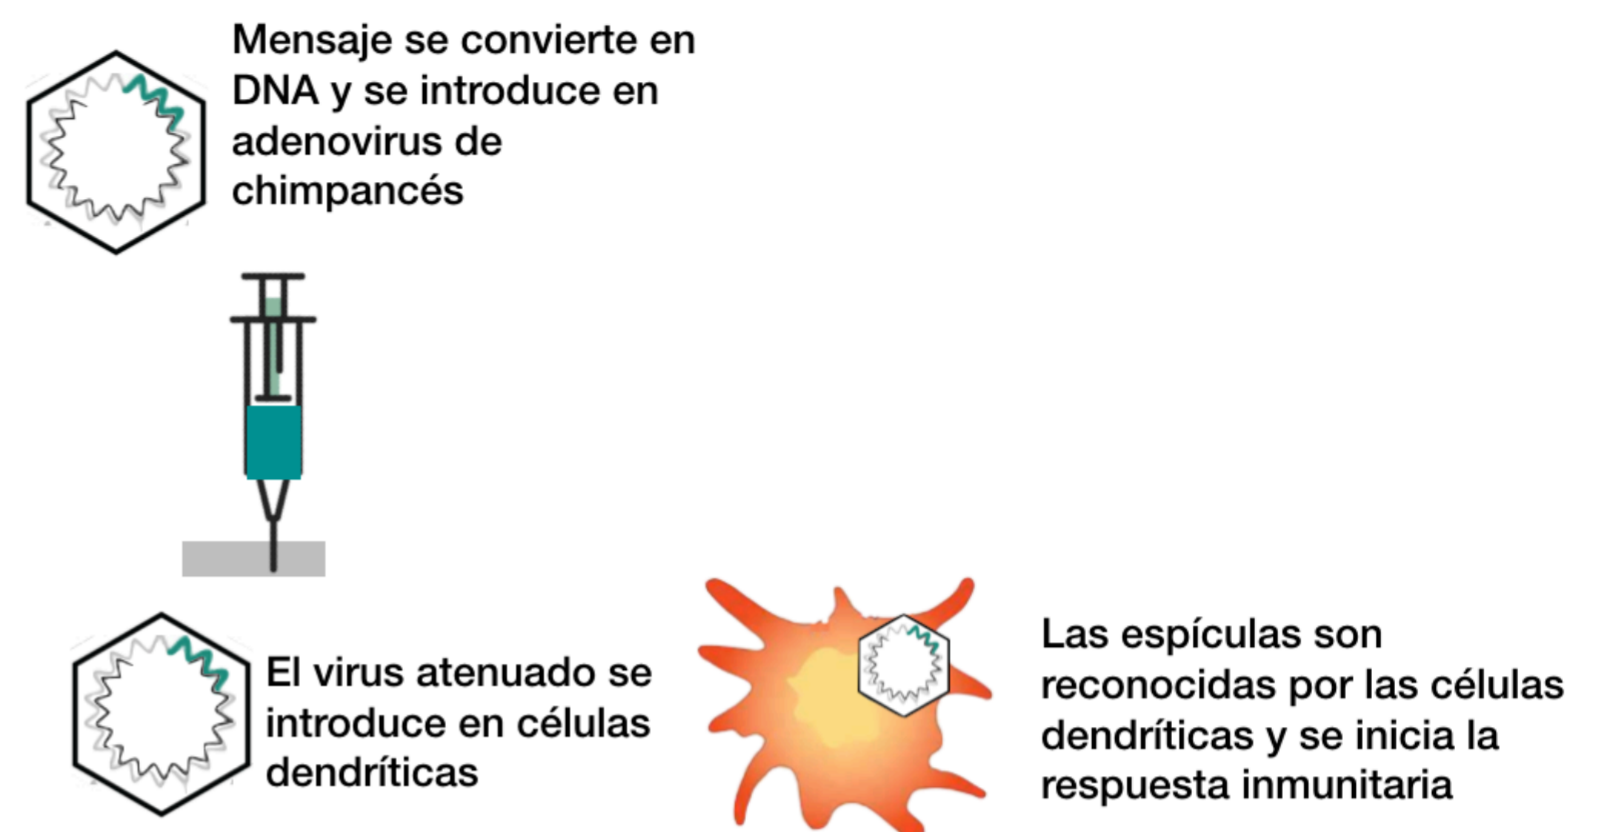 Mensaje se convierte en
DNA y se introduce en
adenovirus de
chimpancés
El virus atenuado se
introduce en células
dendríticas
Las espículas son
reconocidas por las células
dendríticas y se inicia la
respuesta inmunitaria